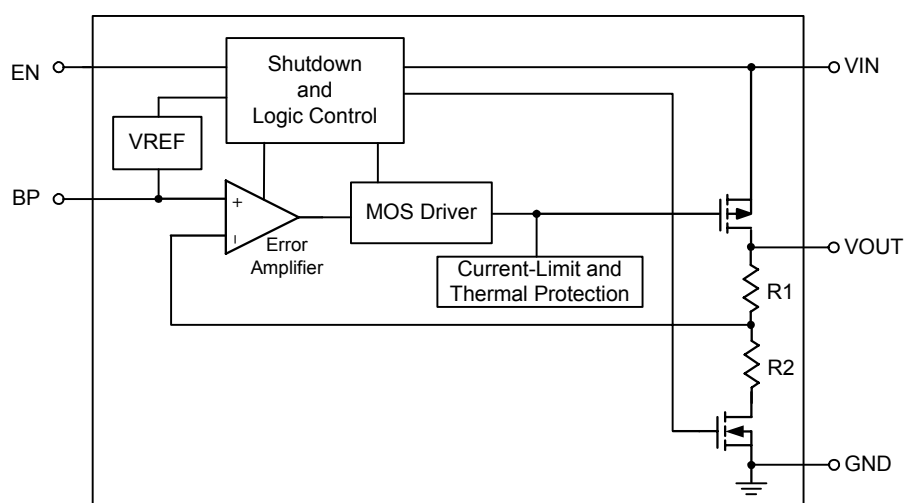 EN
Shutdown
and
Logic Control
VIN
VREF
BP
+
MOS Driver
−
Error
Amplifier
VOUT
Current-Limit and
Thermal Protection
R1
R2
GND